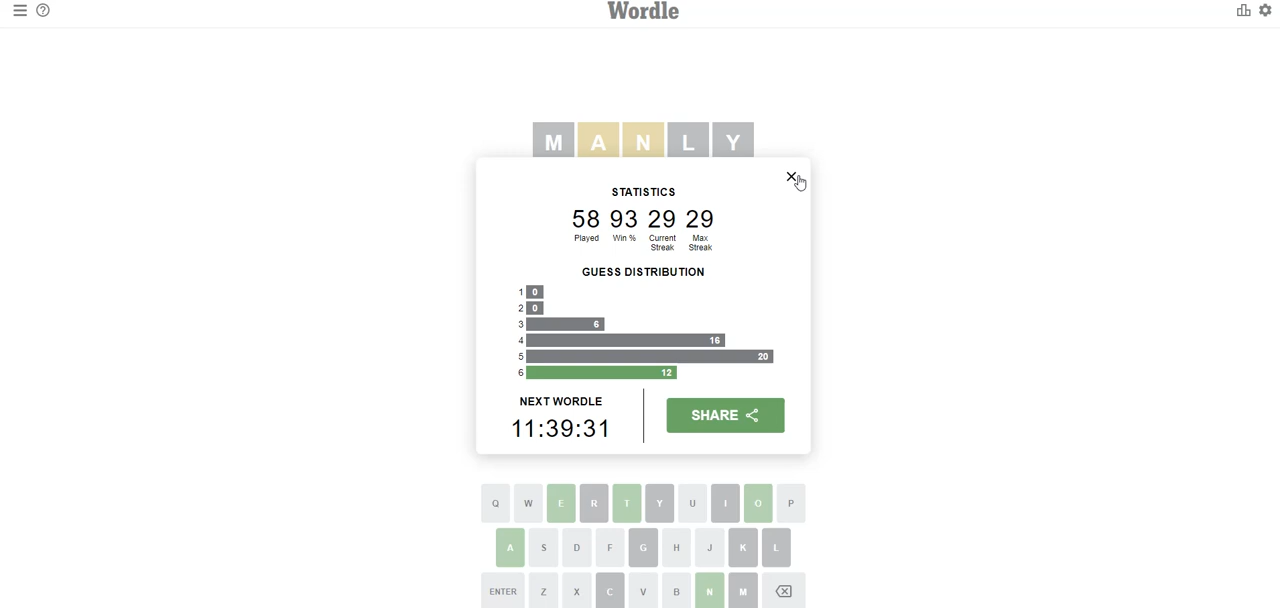 Wordle
M A N L Y
STATISTICS
58 93 29 29
Played Win % Current Streak Max Streak
GUESS DISTRIBUTION
1 0
2 0
3 6
4 16
5 20
6 12
NEXT WORDLE
11:39:31
SHARE
Q W E R T Y U I O P
A S D F G H J K L
ENTER Z X C V B N M